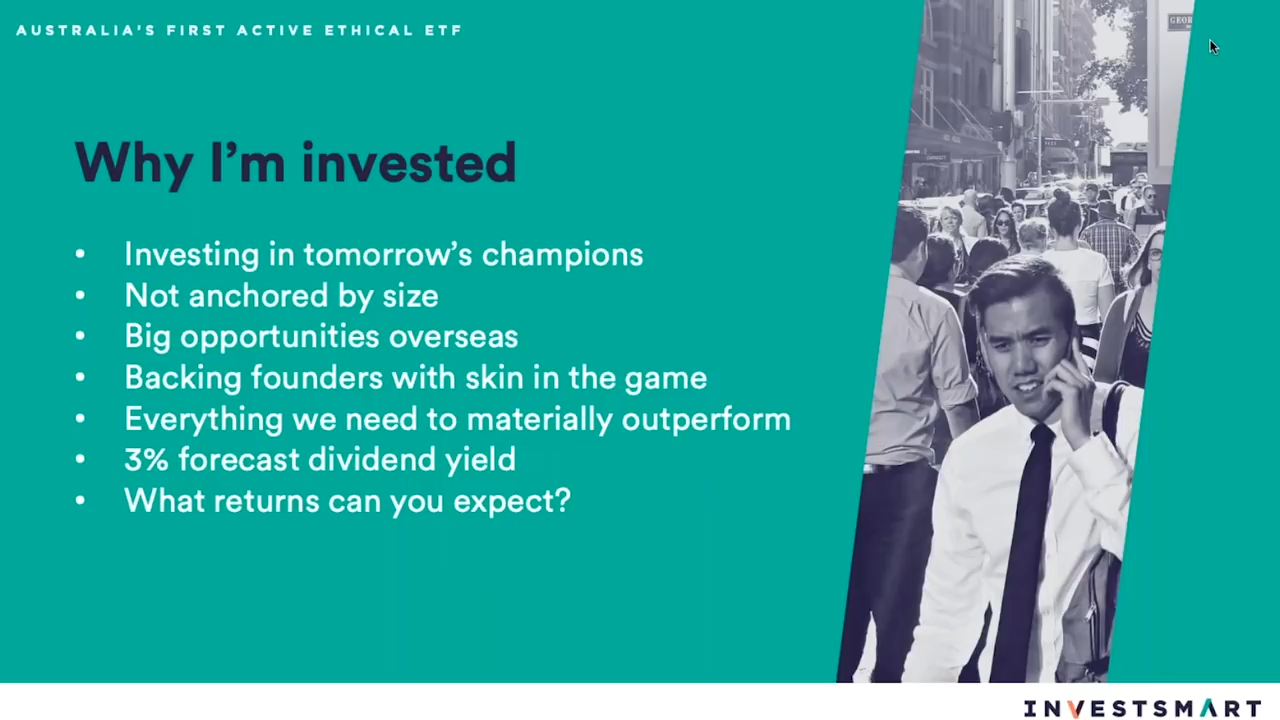 AUSTRALIA'S FIRST ACTIVE ETHICAL ETF
Why I'm invested
• Investing in tomorrow's champions
• Not anchored by size
• Big opportunities overseas
• Backing founders with skin in the game
• Everything we need to materially outperform
• 3% forecast dividend yield
• What returns can you expect?
INVESTSMART